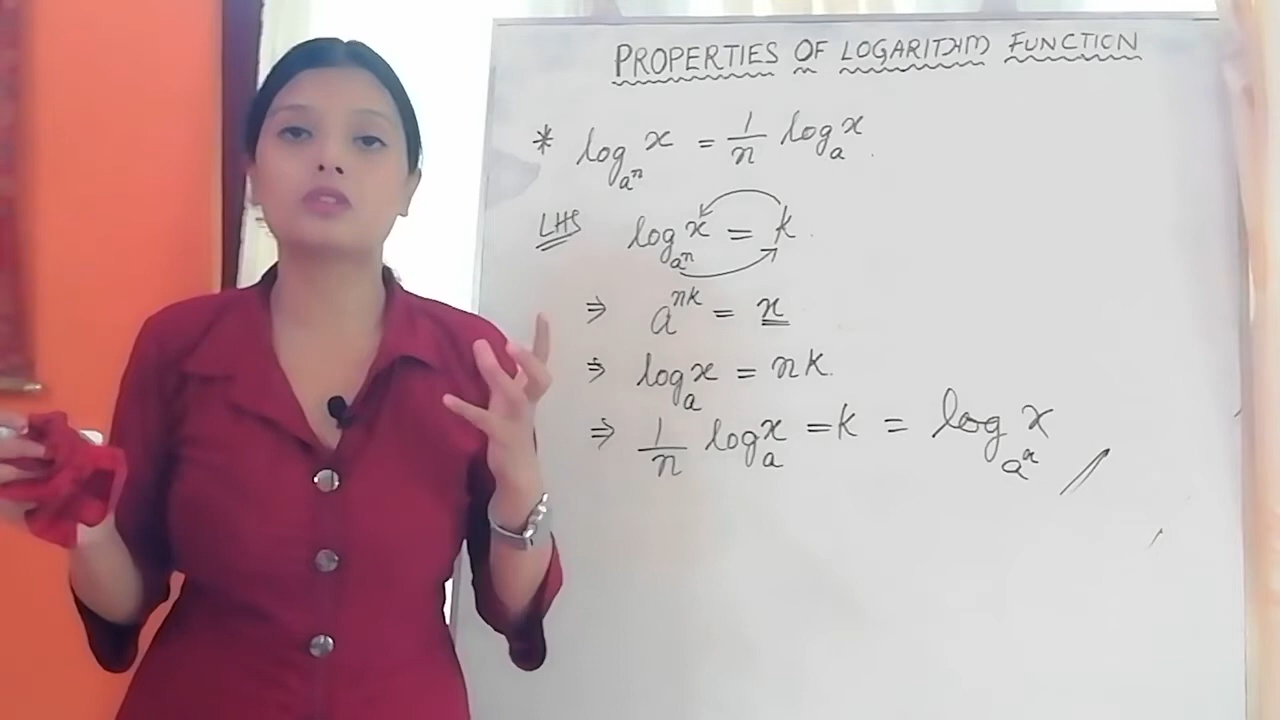 PROPERTIES OF LOGARITHM FUNCTION
* log_{a^n} x = 1/n log_a x .
LHS log_{a^n} x = k .
⇒ a^{nk} = x
⇒ log_a x = nk.
⇒ 1/n log_a x = k = log_{a^n} x